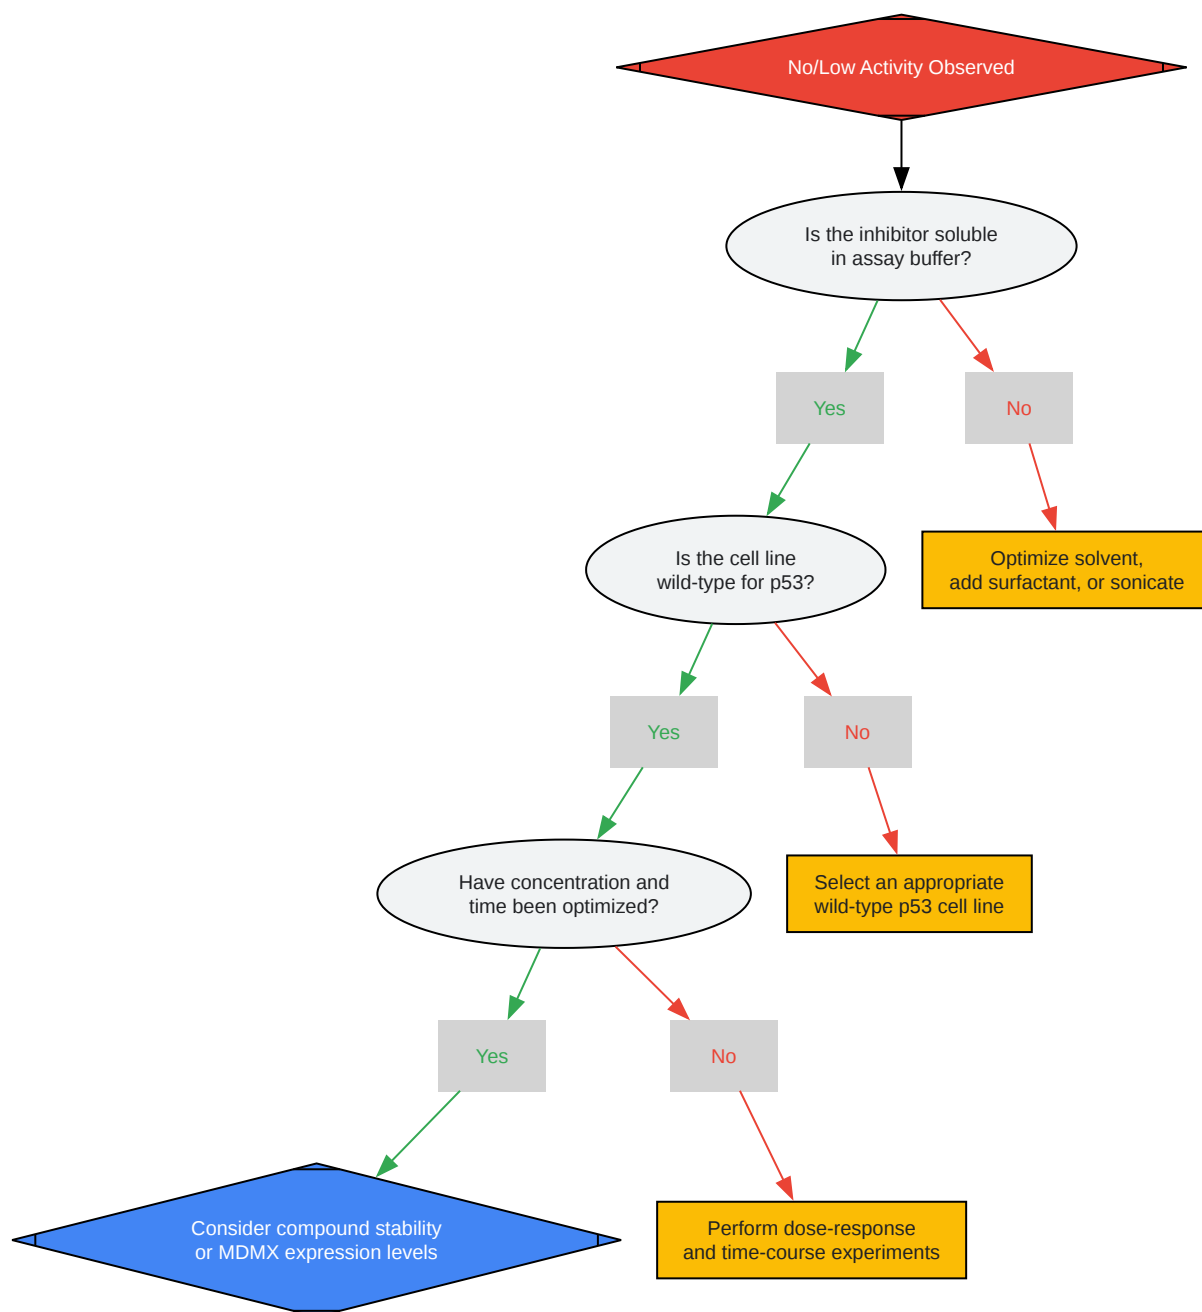 No/Low Activity Observed
Is the inhibitor soluble
in assay buffer?
Yes
No
Is the cell line
wild-type for p53?
Optimize solvent,
add surfactant, or sonicate
Yes
No
Have concentration and
time been optimized?
Select an appropriate
wild-type p53 cell line
Yes
No
Consider compound stability
or MDMX expression levels
Perform dose-response
and time-course experiments